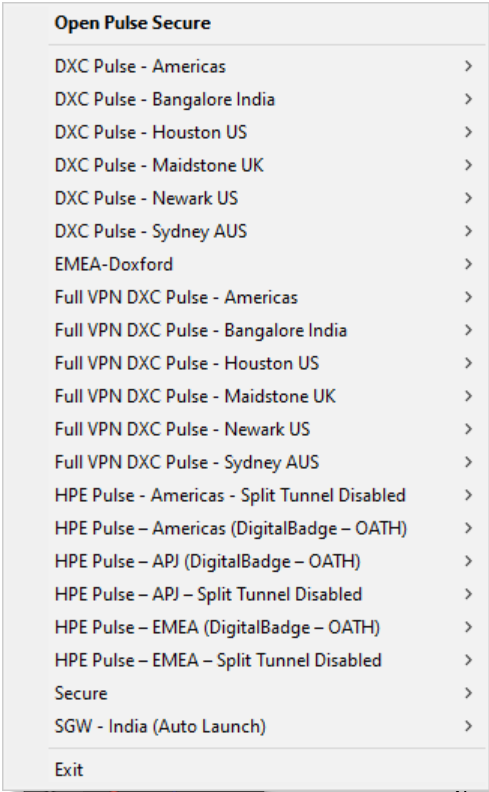 Open Pulse Secure
DXC Pulse - Americas
DXC Pulse - Bangalore India
DXC Pulse - Houston US
DXC Pulse - Maidstone UK
DXC Pulse - Newark US
DXC Pulse - Sydney AUS
EMEA-Doxford
Full VPN DXC Pulse - Americas
Full VPN DXC Pulse - Bangalore India
Full VPN DXC Pulse - Houston US
Full VPN DXC Pulse - Maidstone UK
Full VPN DXC Pulse - Newark US
Full VPN DXC Pulse - Sydney AUS
HPE Pulse - Americas - Split Tunnel Disabled
HPE Pulse – Americas (DigitalBadge – OATH)
HPE Pulse – APJ (DigitalBadge – OATH)
HPE Pulse – APJ – Split Tunnel Disabled
HPE Pulse – EMEA (DigitalBadge – OATH)
HPE Pulse – EMEA – Split Tunnel Disabled
Secure
SGW - India (Auto Launch)
Exit